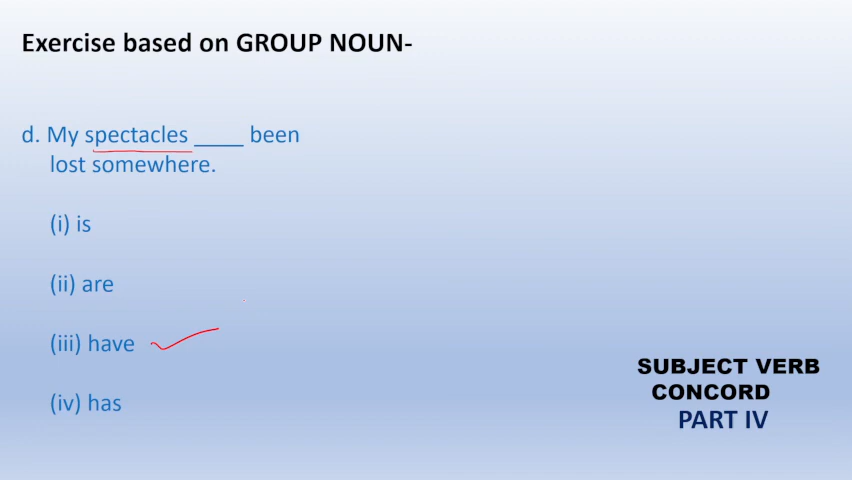 Exercise based on GROUP NOUN-
d. My spectacles ____ been
lost somewhere.
(i) is
(ii) are
(iii) have
(iv) has
SUBJECT VERB
CONCORD
PART IV